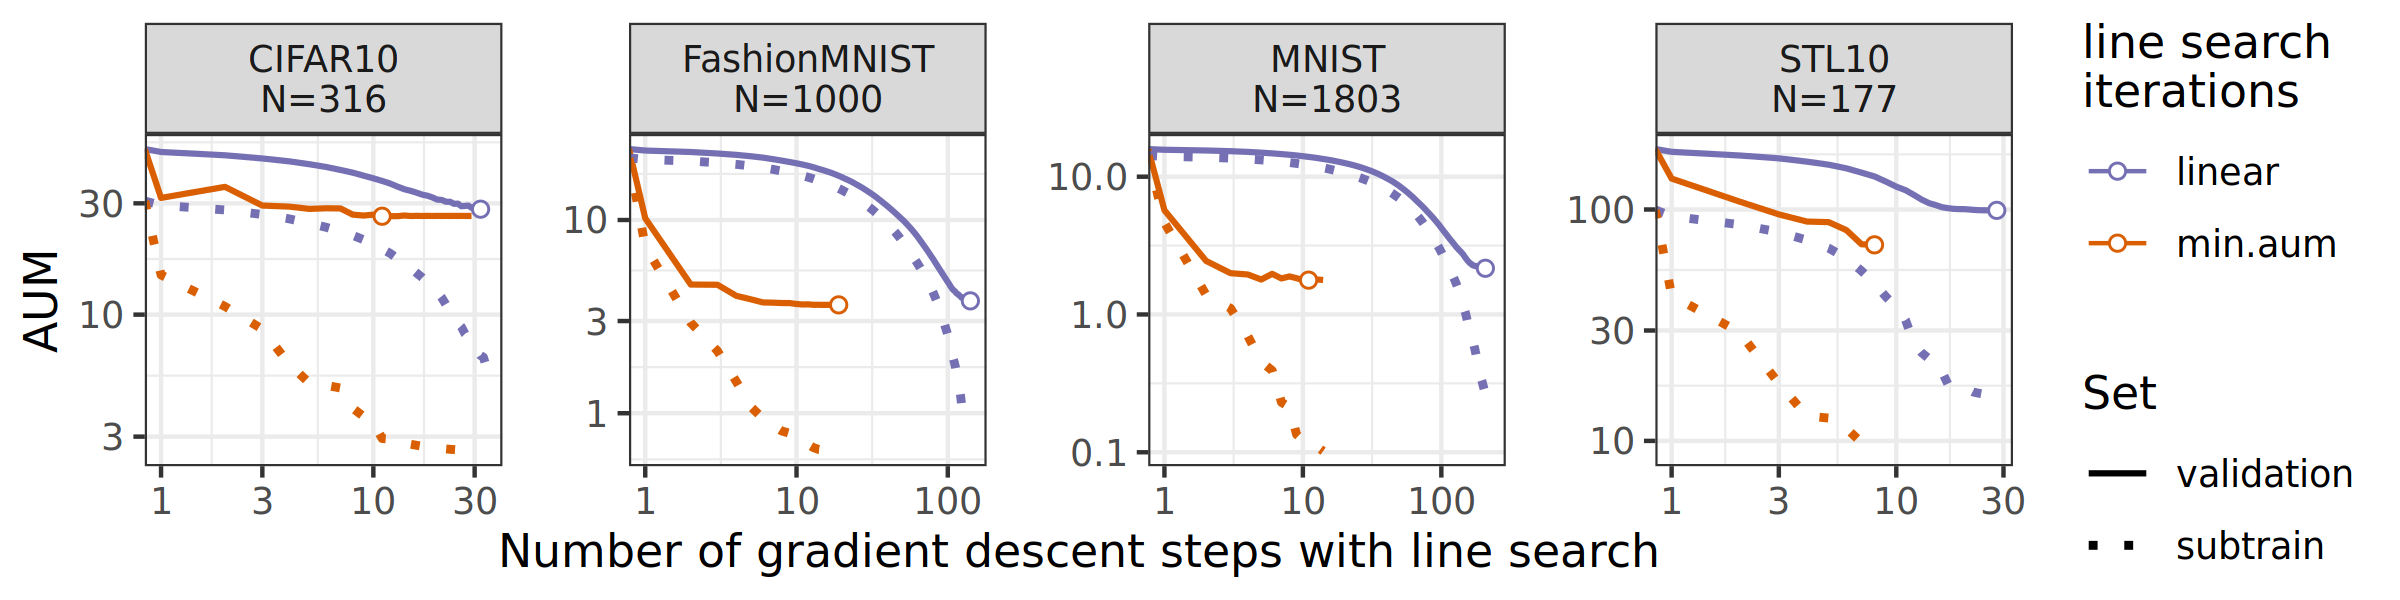 CIFAR10
N=316
FashionMNIST
N=1000
MNIST
N=1803
STL10
N=177
AUM
30
10
3
1 3 10 30
10
3
1
1 10 100
10.0
1.0
0.1
1 10 100
100
30
10
1 3 10 30
Number of gradient descent steps with line search
line search
iterations
linear
min.aum
Set
validation
subtrain